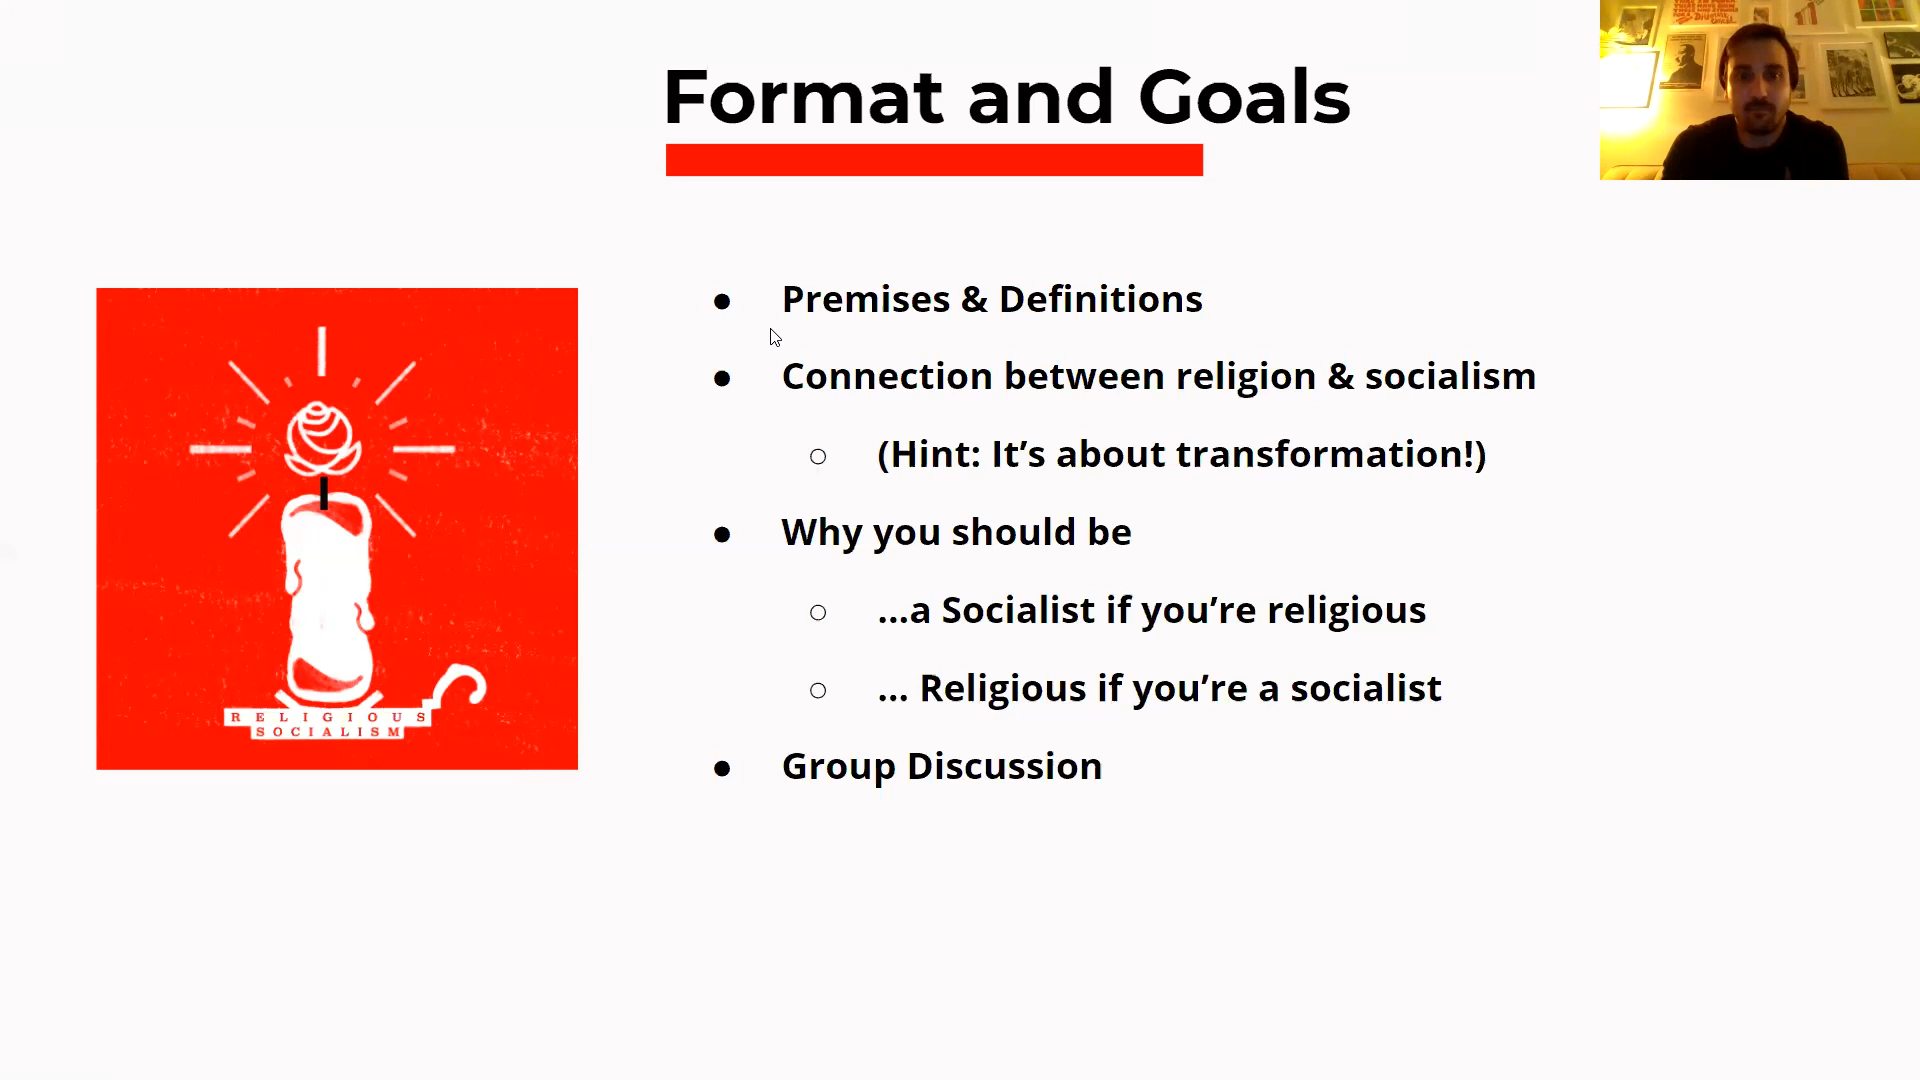 Format and Goals
● Premises & Definitions
● Connection between religion & socialism
○ (Hint: It’s about transformation!)
● Why you should be
○ ...a Socialist if you’re religious
○ ... Religious if you’re a socialist
● Group Discussion
RELIGIOUS
SOCIALISM